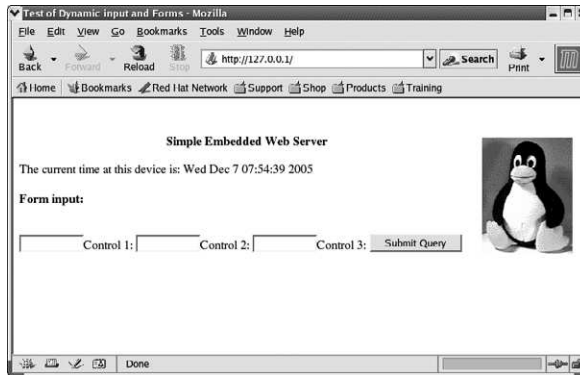 Test of Dynamic input and Forms - Mozilla
File Edit View Go Bookmarks Tools Window Help
Back Forward Reload Stop http://127.0.0.1/ Search Print
Home Bookmarks Red Hat Network Support Shop Products Training
Simple Embedded Web Server
The current time at this device is: Wed Dec 7 07:54:39 2005
Form input:
Control 1: Control 2: Control 3: Submit Query
Done